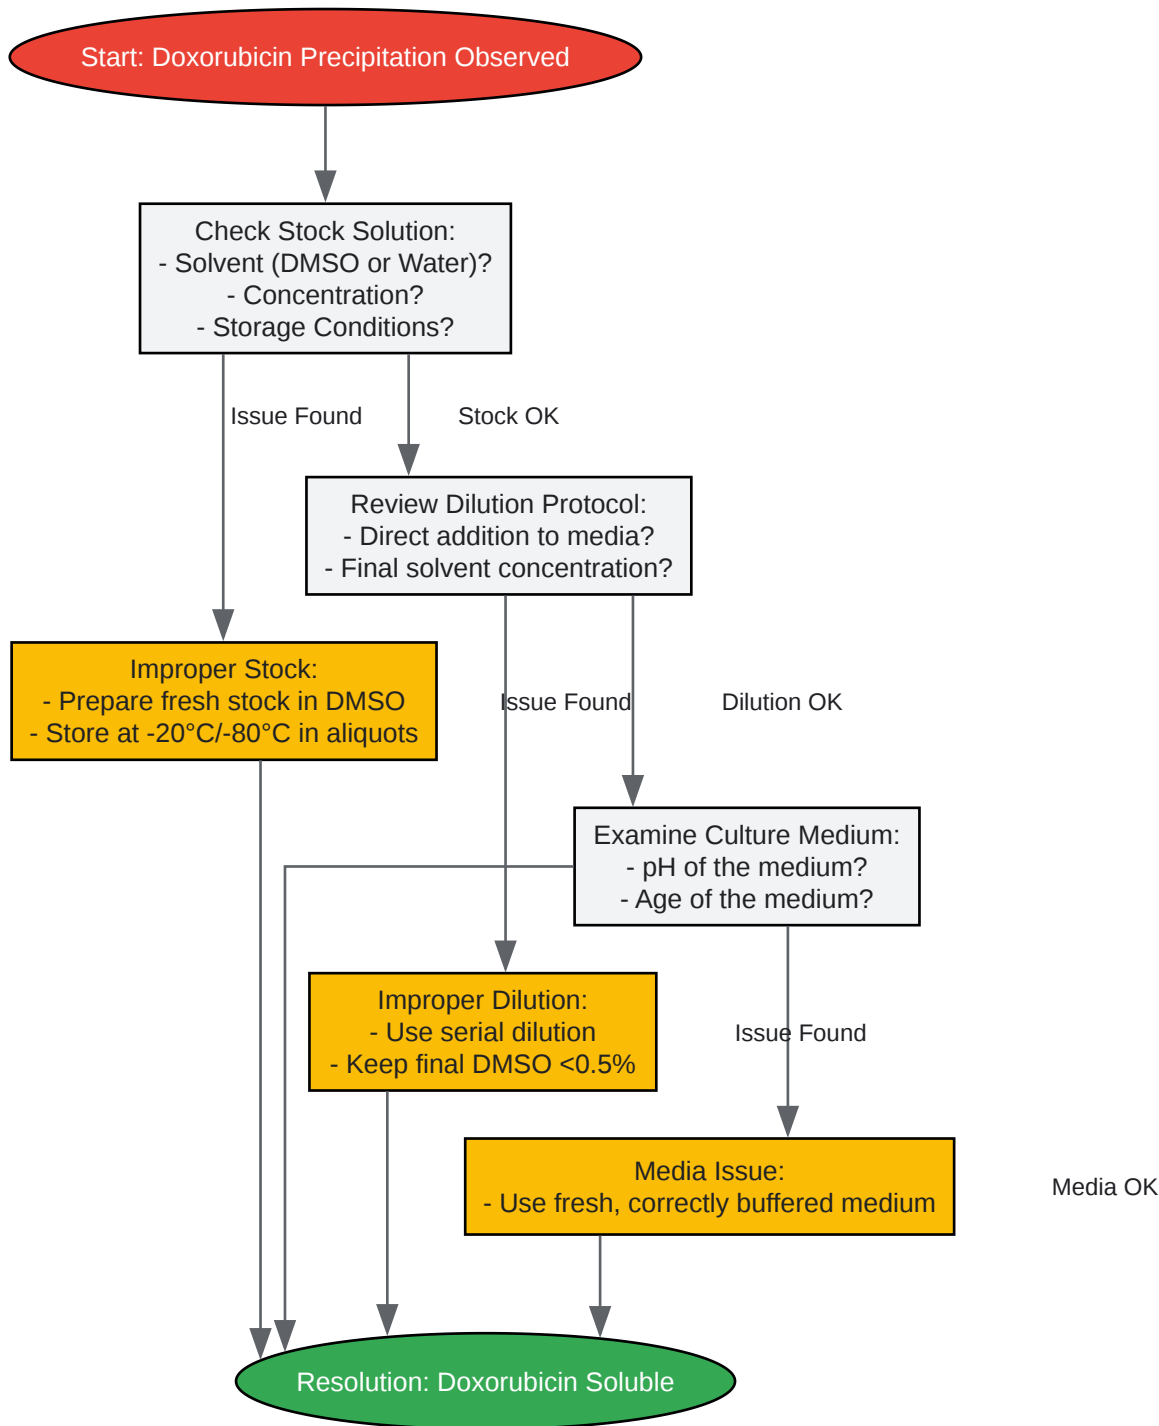 Start: Doxorubicin Precipitation Observed
Check Stock Solution:
- Solvent (DMSO or Water)?
- Concentration?
- Storage Conditions?
Issue Found
Stock OK
Review Dilution Protocol:
- Direct addition to media?
- Final solvent concentration?
Improper Stock:
- Prepare fresh stock in DMSO
- Store at -20°C/-80°C in aliquots
Issue Found
Dilution OK
Examine Culture Medium:
- pH of the medium?
- Age of the medium?
Improper Dilution:
- Use serial dilution
- Keep final DMSO <0.5%
Issue Found
Media Issue:
- Use fresh, correctly buffered medium
Media OK
Resolution: Doxorubicin Soluble